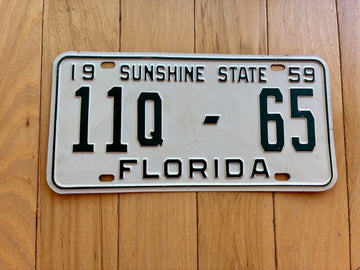 19 SUNSHINE STATE 59
11Q - 65
FLORIDA